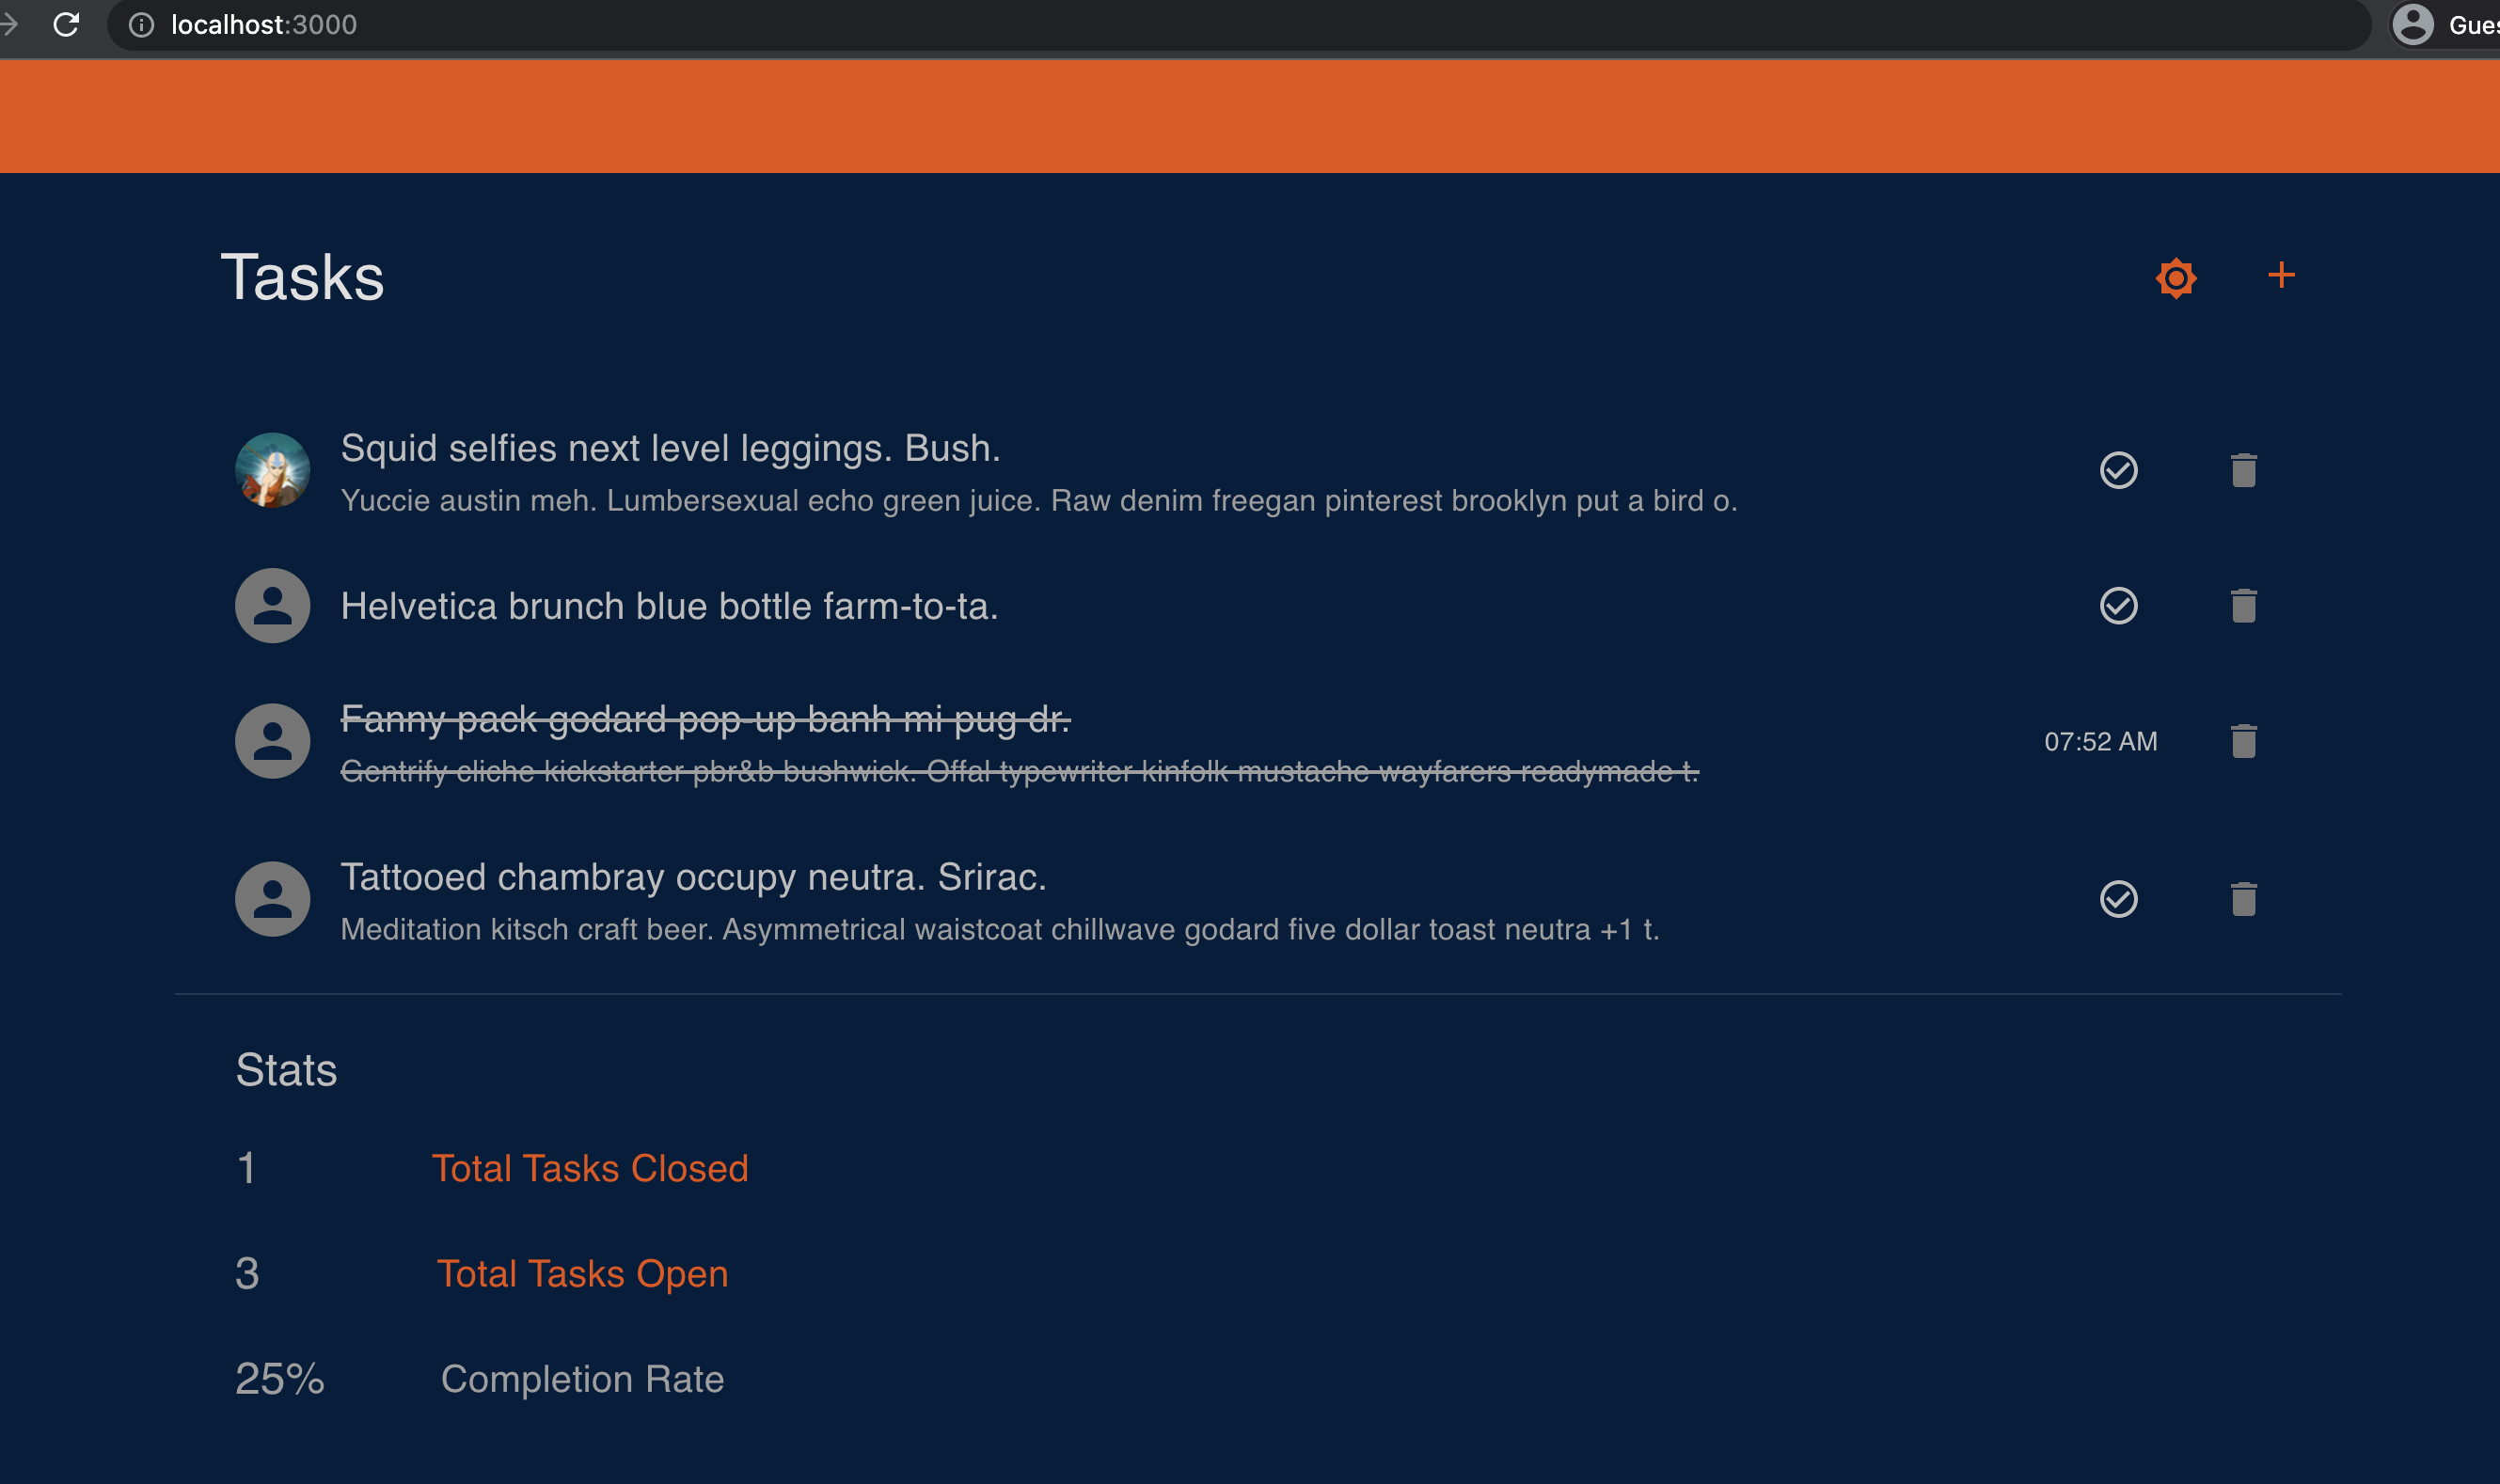 localhost:3000
Tasks
Squid selfies next level leggings. Bush.
Yuccie austin meh. Lumbersexual echo green juice. Raw denim freegan pinterest brooklyn put a bird o.
Helvetica brunch blue bottle farm-to-ta.
Fanny pack godard pop-up banh mi pug dr.
07:52 AM
Gentrify cliche kickstarter pbr&b bushwick. Offal typewriter kinfolk mustache wayfarers readymade t.
Tattooed chambray occupy neutra. Srirac.
Meditation kitsch craft beer. Asymmetrical waistcoat chillwave godard five dollar toast neutra +1 t.
Stats
1 Total Tasks Closed
3 Total Tasks Open
25% Completion Rate